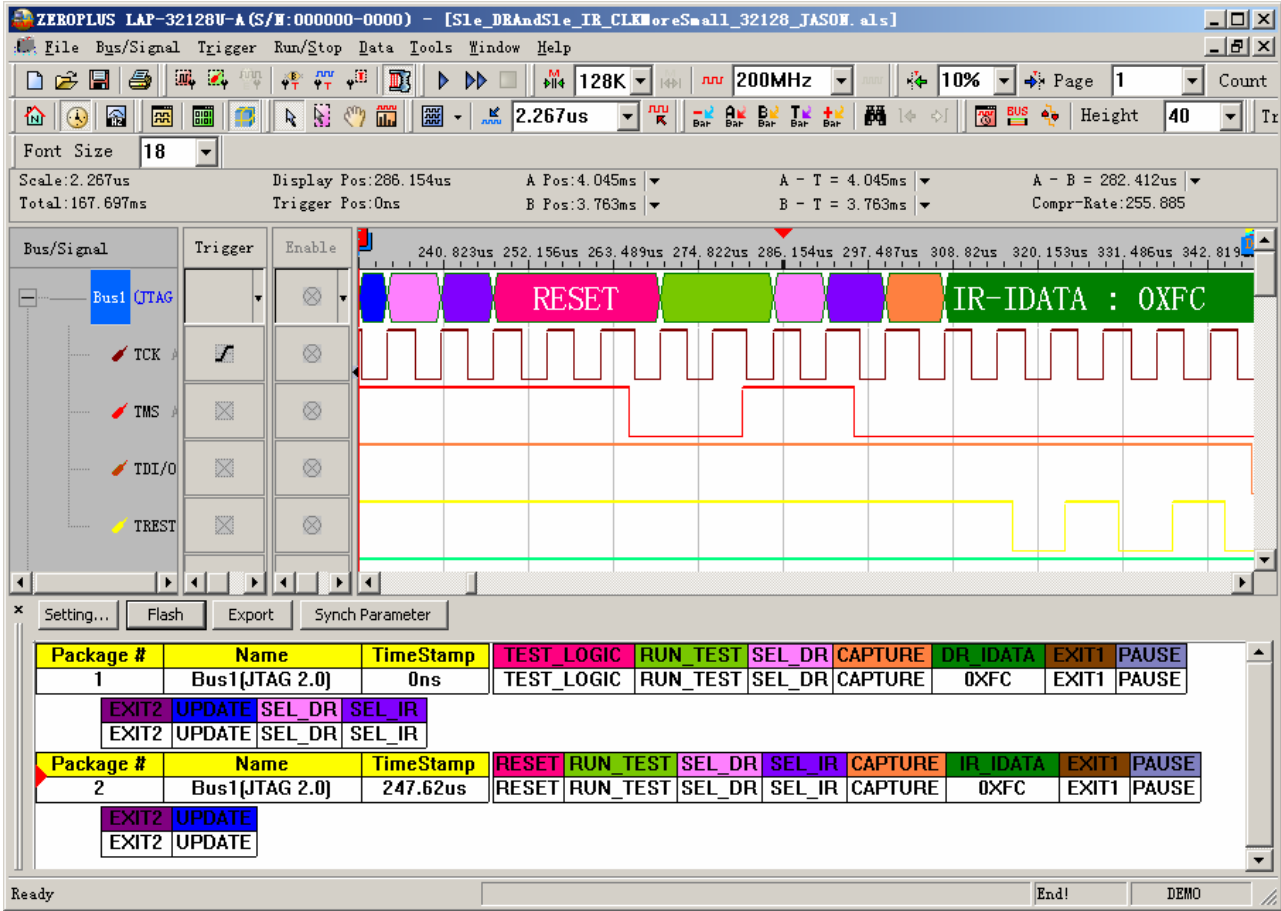 ZEROPLUS LAP-32128U-A(S/N:000000-0000) - [Sle_DRAndSle_IR_CLKMoreSmall_32128_JASON.als]
File Bus/Signal Trigger Run/Stop Data Tools Window Help
128K 200MHz 10% Page 1 Count
2.267us Bar Bar Bar Bar Bar BUS Height 40 Tr
Font Size 18
Scale:2.267us Display Pos:286.154us A Pos:4.045ms A - T = 4.045ms A - B = 282.412us
Total:167.697ms Trigger Pos:0ns B Pos:3.763ms B - T = 3.763ms Compr-Rate:255.885
Bus/Signal Trigger Enable 240.823us 252.156us 263.489us 274.822us 286.154us 297.487us 308.82us 320.153us 331.486us 342.819
Bus1 (JTAG RESET IR-IDATA : 0XFC
TCK A
TMS A
TDI/O
TREST
Setting... Flash Export Synch Parameter
Package # Name TimeStamp TEST_LOGIC RUN_TEST SEL_DR CAPTURE DR_IDATA EXIT1 PAUSE
1 Bus1(JTAG 2.0) 0ns TEST_LOGIC RUN_TEST SEL_DR CAPTURE 0XFC EXIT1 PAUSE
EXIT2 UPDATE SEL_DR SEL_IR
EXIT2 UPDATE SEL_DR SEL_IR
Package # Name TimeStamp RESET RUN_TEST SEL_DR SEL_IR CAPTURE IR_IDATA EXIT1 PAUSE
2 Bus1(JTAG 2.0) 247.62us RESET RUN_TEST SEL_DR SEL_IR CAPTURE 0XFC EXIT1 PAUSE
EXIT2 UPDATE
EXIT2 UPDATE
Ready End! DEMO